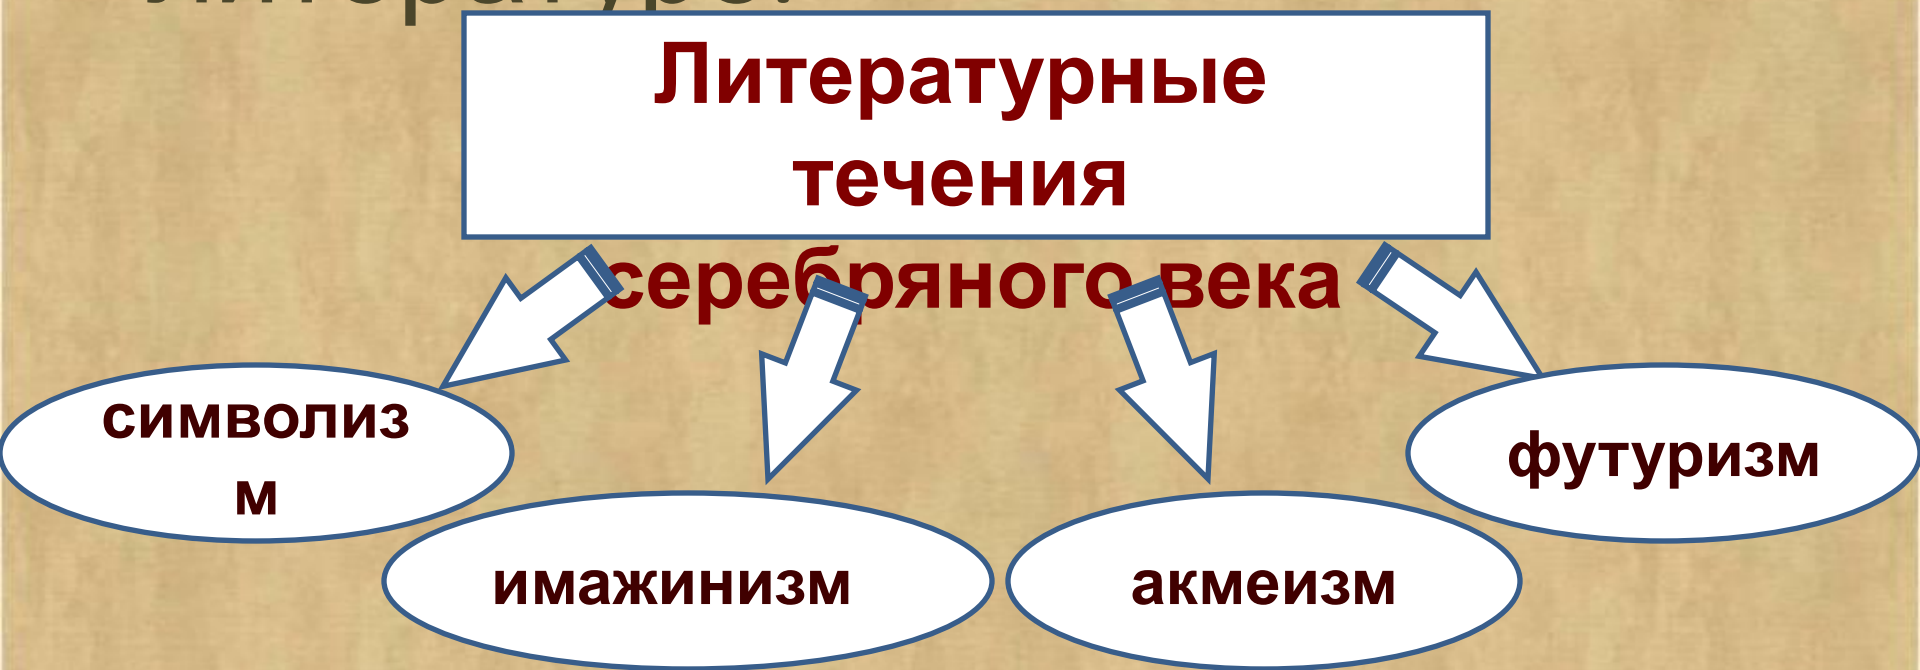 Литературные
течения
серебряного века
символиз
м
футуризм
имажинизм
акмеизм